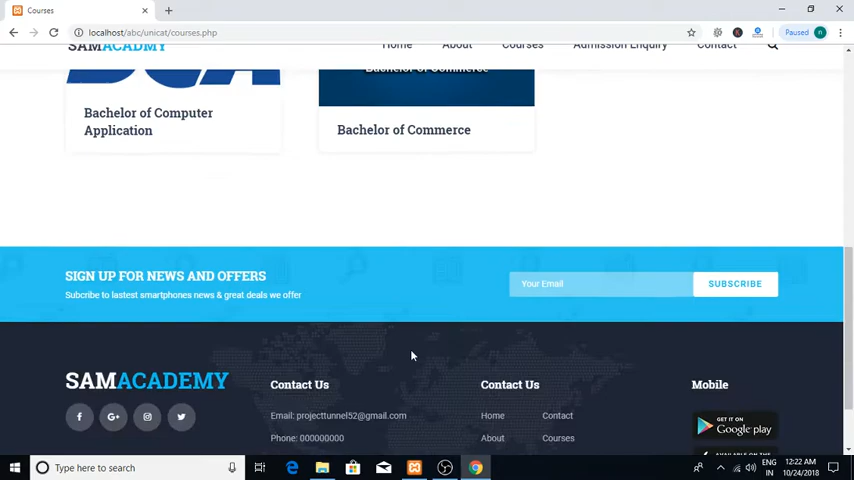 Courses
localhost/abc/unicat/courses.php
Paused
n
SAMACADMY
Home About Courses Admission Enquiry Contact
Bachelor of Commerce
Bachelor of Computer
Application
Bachelor of Commerce
SIGN UP FOR NEWS AND OFFERS
Subcribe to lastest smartphones news & great deals we offer
Your Email
SUBSCRIBE
SAMACADEMY
Contact Us
Email: projecttunnel52@gmail.com
Phone: 000000000
Contact Us
Home Contact
About Courses
Mobile
GET IT ON
Google play
AVAILABLE ON THE
Type here to search
ENG
IN
12:22 AM
10/24/2018